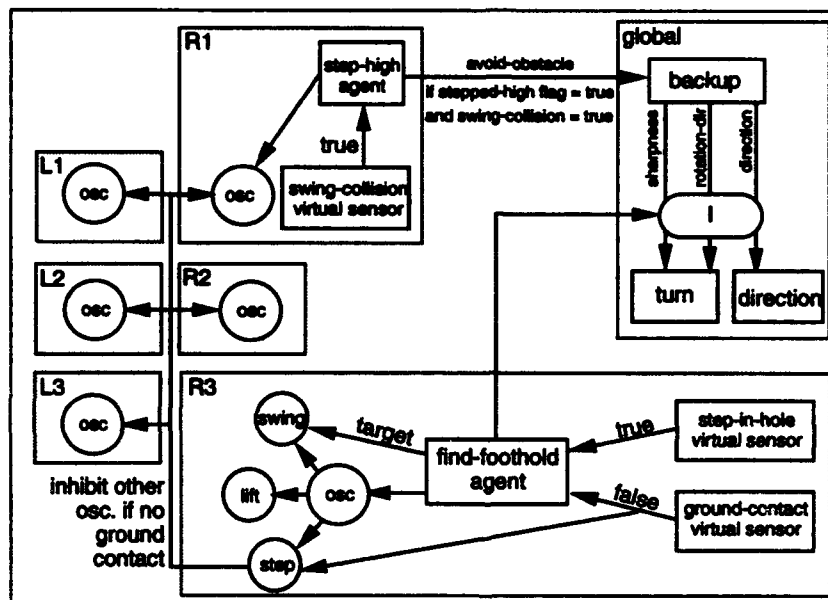 R1
step-high
agent
true
osc
swing-collision
virtual sensor
avoid-obstacle
if stepped-high flag = true
and swing-collision = true
global
backup
sharpness
rotation-dir
direction
I
turn
direction
L1
osc
L2
osc
R2
osc
L3
osc
inhibit other
osc. if no
ground
contact
R3
swing
target
lift
osc
step
find-foothold
agent
true
false
step-in-hole
virtual sensor
ground-contact
virtual sensor